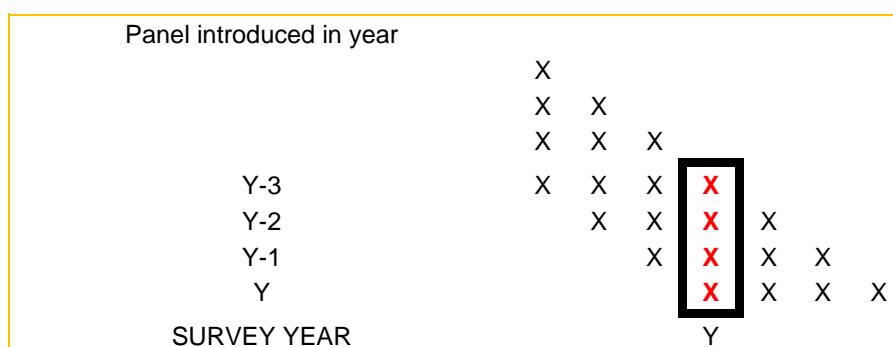 Panel introduced in year
X
X X
X X X
Y-3 X X X X
Y-2 X X X X
Y-1 X X X X
Y X X X X
SURVEY YEAR Y